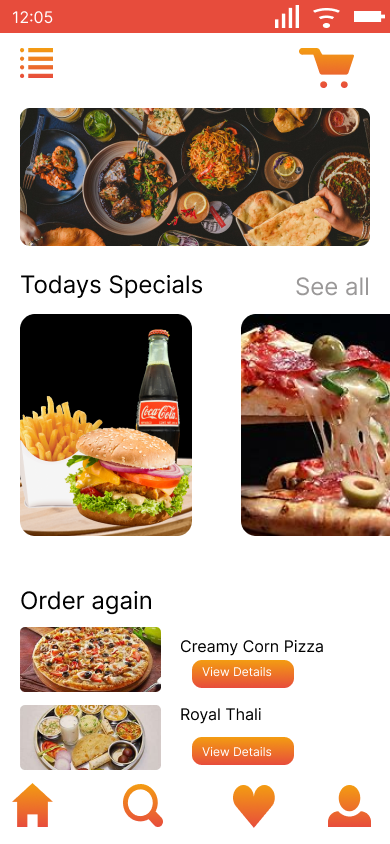 12:05
Todays Specials
See all
Coca-Cola
Order again
Creamy Corn Pizza
View Details
Royal Thali
View Details